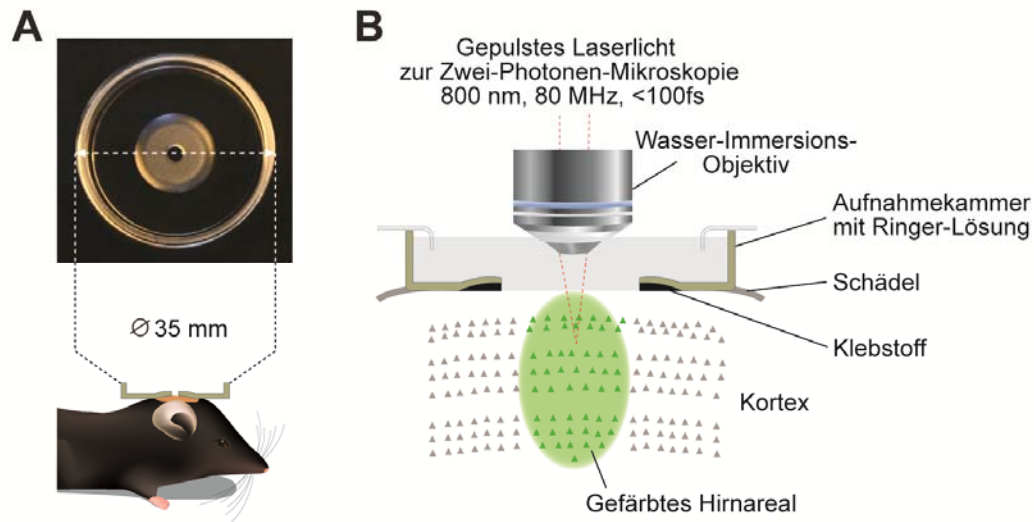 A
⌀ 35 mm
B
Gepulstes Laserlicht
zur Zwei-Photonen-Mikroskopie
800 nm, 80 MHz, <100fs
Wasser-Immersions-
Objektiv
Aufnahmekammer
mit Ringer-Lösung
Schädel
Klebstoff
Kortex
Gefärbtes Hirnareal